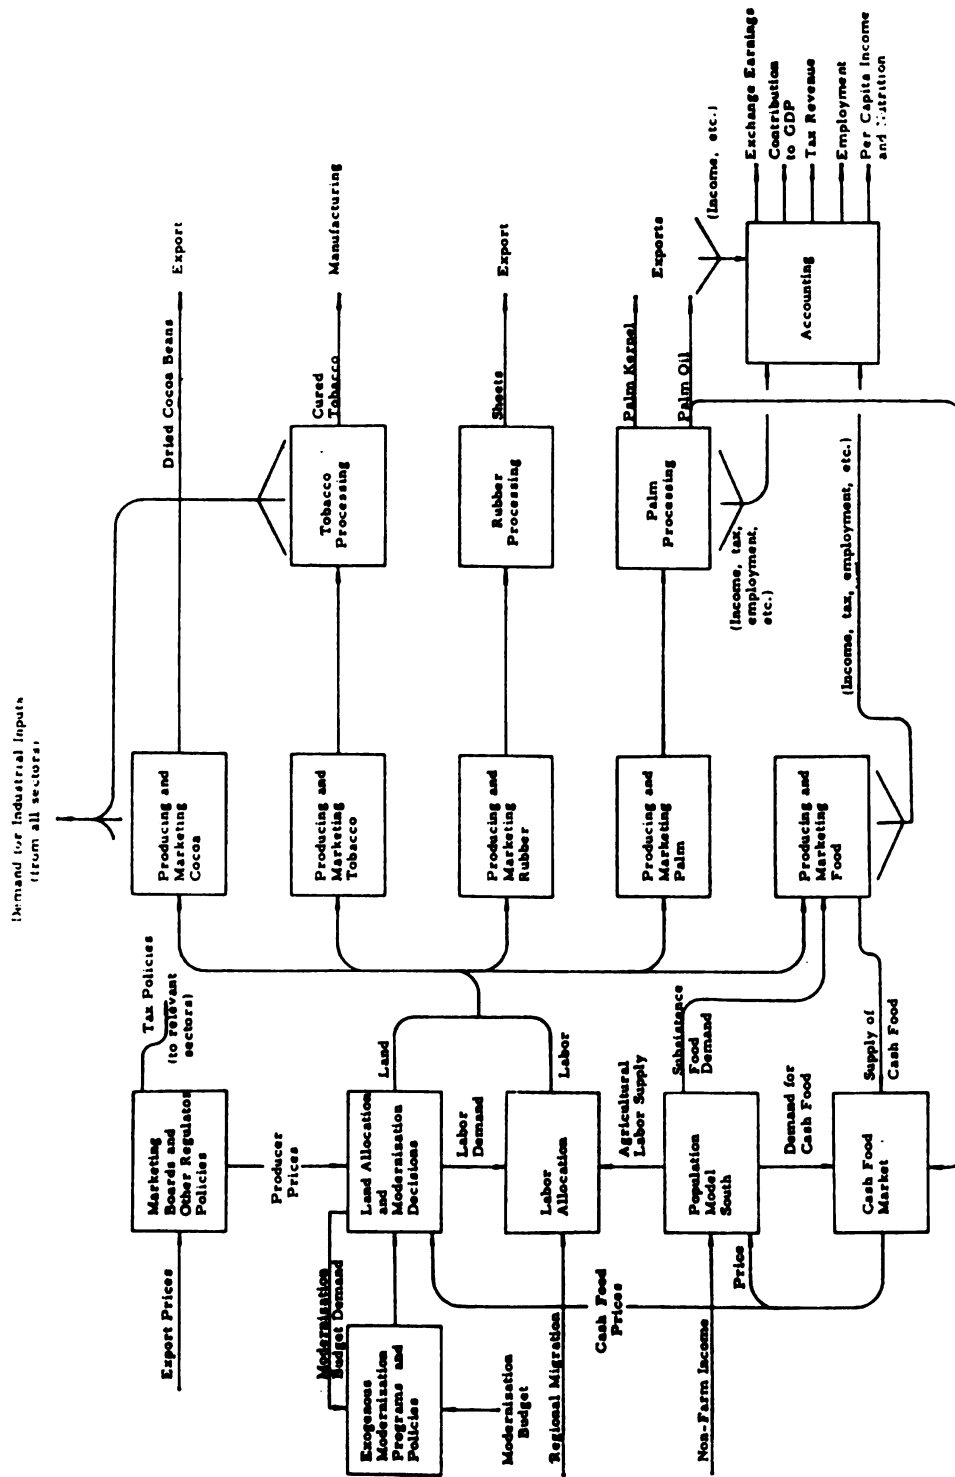 Demand for Industrial Inputs
(from all sectors)
Export Prices
Marketing
Boards and
Other Regulator
Policies
Tax Policies
(to relevant
sectors)
Producer
Prices
Producing and
Marketing
Cocoa
Dried Cocoa Beans
Export
Exogenous
Modernization
Programs and
Policies
Modernization
Budget Demand
Modernisation
Budget
Land Allocation
and
Modernization
Decisions
Land
Labor
Demand
Producing and
Marketing
Tobacco
Tobacco
Processing
Cured
Tobacco
Manufacturing
Regional Migration
Labor
Allocation
Labor
Cash Food
Prices
Agricultural
Labor Supply
Producing and
Marketing
Rubber
Rubber
Processing
Sheets
Export
Non-Farm Income
Population
Model
South
Subsistence
Food
Demand
Price
Demand for
Cash Food
Producing and
Marketing
Palm
Palm
Processing
Palm Kernel
Palm Oil
Exports
(Income, etc.)
(Income, tax,
employment,
etc.)
Cash Food
Market
Supply of
Cash Food
Producing and
Marketing
Food
(Income, tax, employment, etc.)
Accounting
Exchange Earnings
Contribution
to GDP
Tax Revenue
Employment
Per Capita Income
and Nutrition